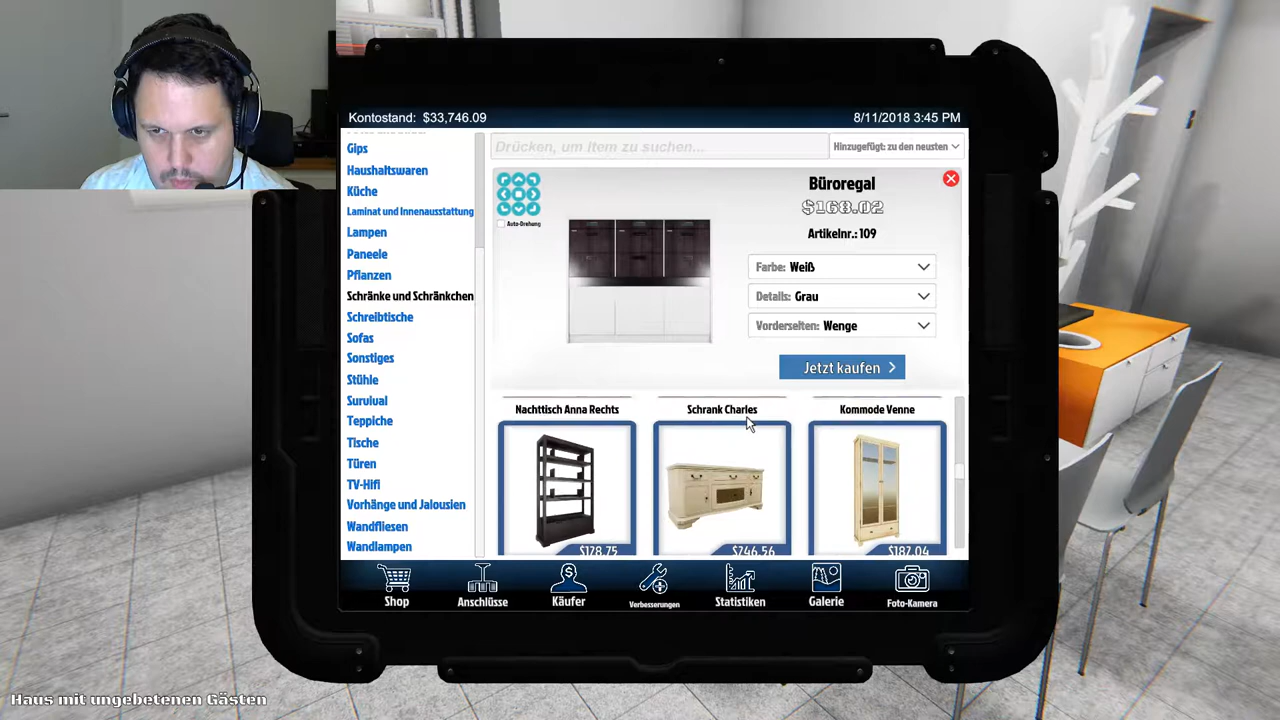 Kontostand: $33,746.09
8/11/2018 3:45 PM
Gips
Haushaltswaren
Küche
Laminat und Innenausstattung
Lampen
Paneele
Pflanzen
Schränke und Schränkchen
Schreibtische
Sofas
Sonstiges
Stühle
Survival
Teppiche
Tische
Türen
TV-Hifi
Vorhänge und Jalousien
Wandfliesen
Wandlampen
Drücken, um Item zu suchen...
Hinzugefügt: zu den neusten
Auto-Drehung
Büroregal
$168.02
Artikelnr.: 109
Farbe: Weiß
Details: Grau
Vorderseiten: Wenge
Jetzt kaufen
Nachttisch Anna Rechts
Schrank Charles
Kommode Venne
$128.75
$246.56
$182.04
Shop
Anschlüsse
Käufer
Verbesserungen
Statistiken
Galerie
Foto-Kamera
Haus mit ungebetenen Gästen